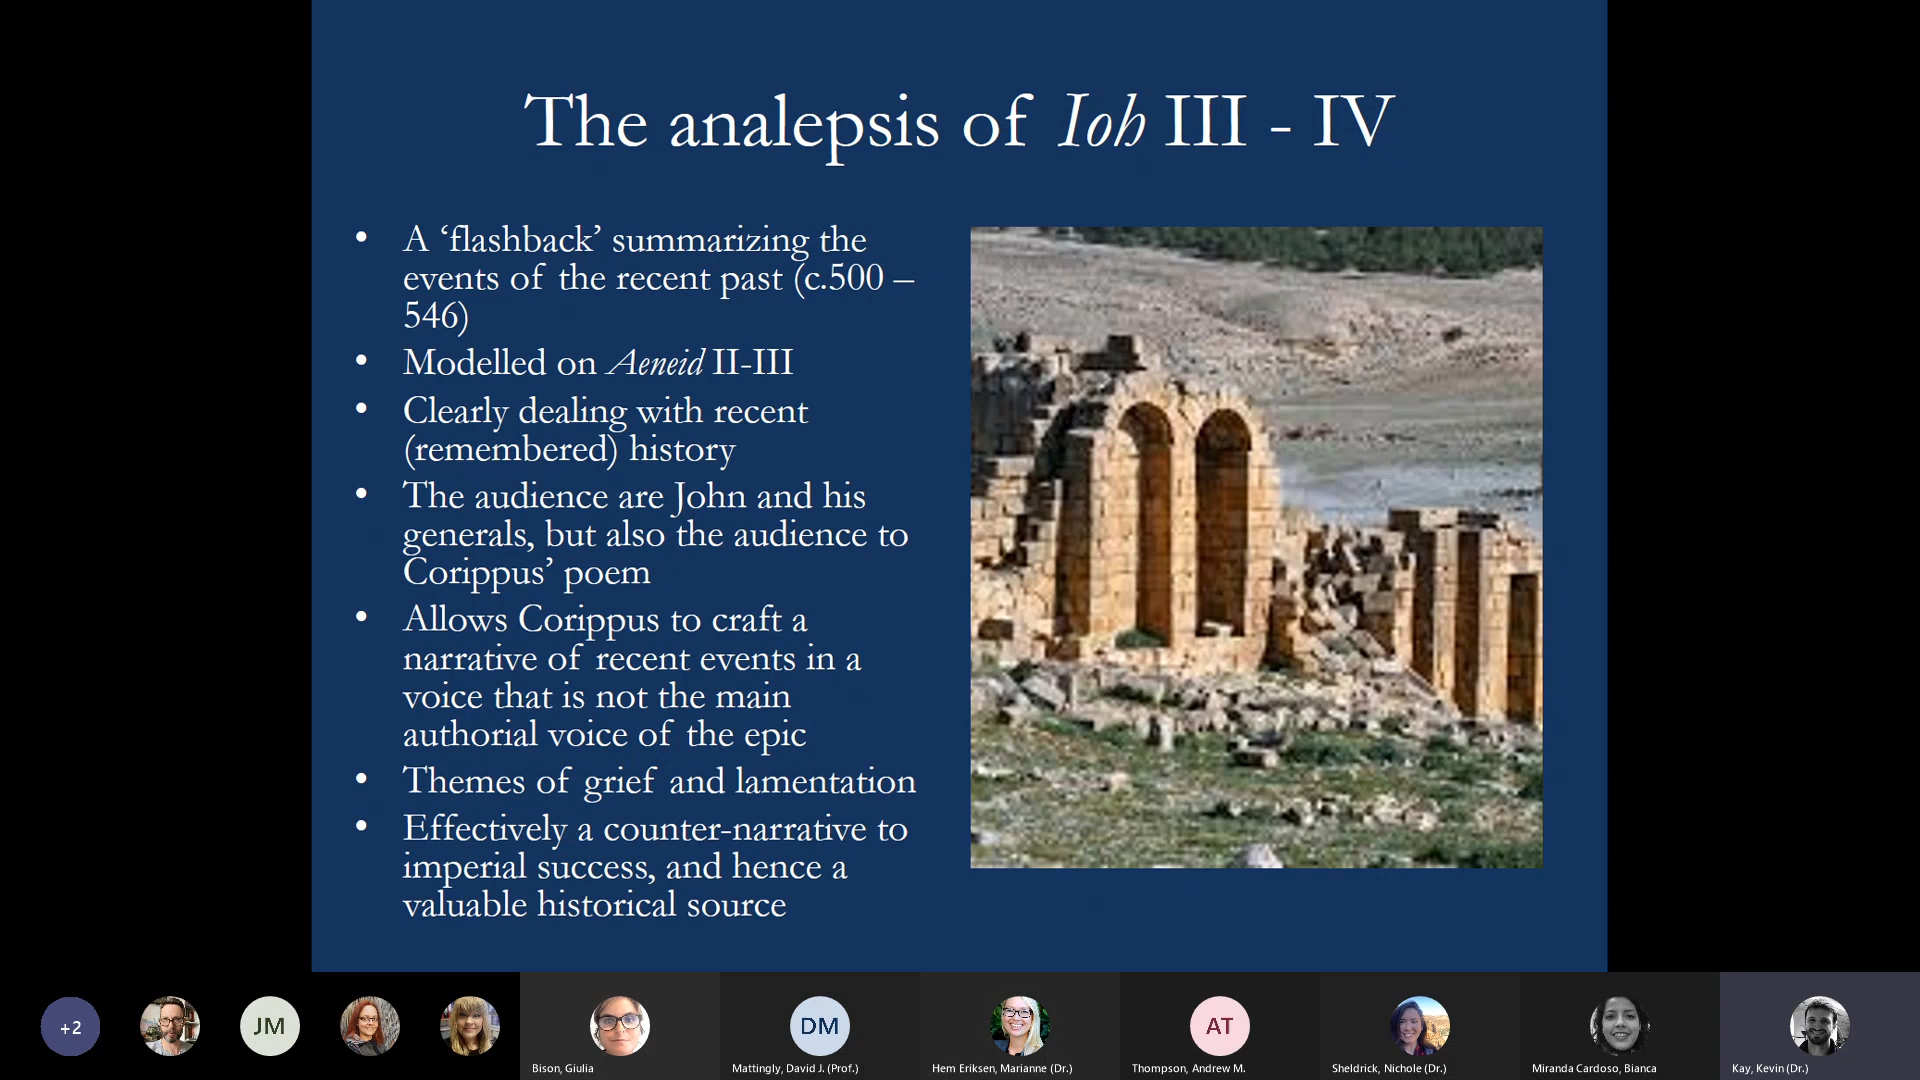 The analepsis of Ioh III - IV
• A ‘flashback’ summarizing the
events of the recent past (c.500 –
546)
• Modelled on Aeneid II-III
• Clearly dealing with recent
(remembered) history
• The audience are John and his
generals, but also the audience to
Corippus’ poem
• Allows Corippus to craft a
narrative of recent events in a
voice that is not the main
authorial voice of the epic
• Themes of grief and lamentation
• Effectively a counter-narrative to
imperial success, and hence a
valuable historical source
+2
JM
DM
AT
Bison, Giulia
Mattingly, David J. (Prof.)
Hem Eriksen, Marianne (Dr.)
Thompson, Andrew M.
Sheldrick, Nichole (Dr.)
Miranda Cardoso, Bianca
Kay, Kevin (Dr.)